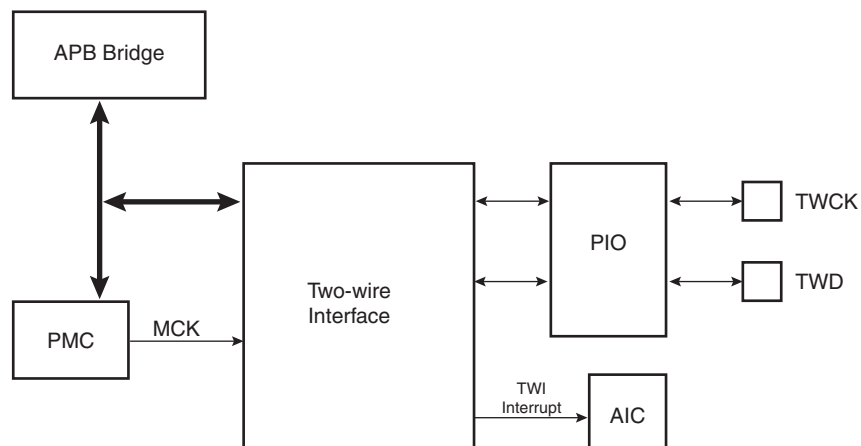 APB Bridge
TWCK
PIO
TWD
Two-wire
Interface
PMC
MCK
TWI
Interrupt
AIC